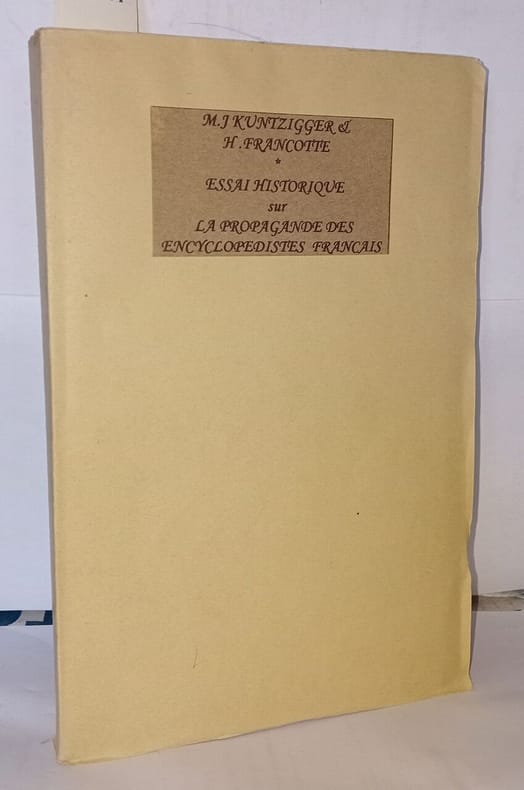 M.J KUNTZIGGER &
H.FRANCOTTE
*
ESSAI HISTORIQUE
sur
LA PROPAGANDE DES
ENCYCLOPEDISTES FRANCAIS